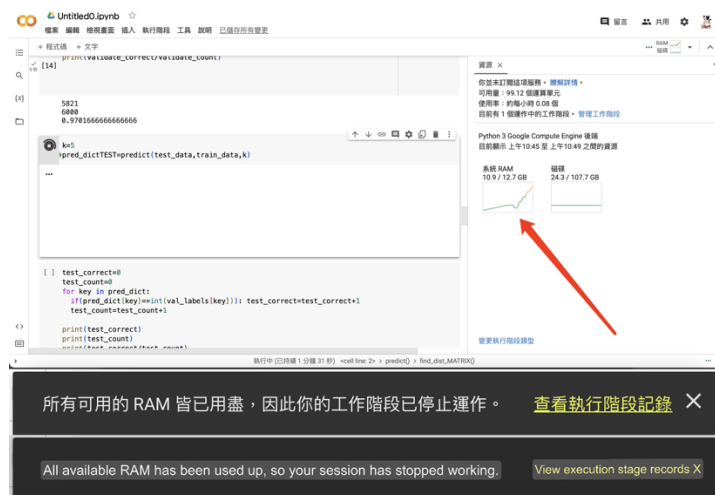 Untitled0.ipynb
檔案 編輯 檢視畫面 插入 執行階段 工具 說明 已儲存所有變更
留言 共用
+ 程式碼 + 文字
RAM
磁碟
[14]
print(validate_correct/validate_count)
5821
6000
0.9701666666666666
k=5
pred_dictTEST=predict(test_data,train_data,k)
...
[ ] test_correct=0
test_count=0
for key in pred_dict:
if(pred_dict[key]==int(val_labels[key])): test_correct=test_correct+1
test_count=test_count+1
print(test_correct)
print(test_count)
print(test_correct/test_count)
資源 ×
你並未訂閱這項服務。瞭解詳情。
可用量：99.12 個運算單元
使用率：約每小時 0.08 個
目前有 1 個運作中的工作階段。管理工作階段
Python 3 Google Compute Engine 後端
目前顯示 上午10:45 至 上午10:49 之間的資源
系統 RAM
10.9 / 12.7 GB
磁碟
24.3 / 107.7 GB
變更執行階段類型
執行中 (已持續 1 分鐘 31 秒) <cell line: 2> > predict() > find_dist_MATRIX()
所有可用的 RAM 皆已用盡，因此你的工作階段已停止運作。 查看執行階段記錄 ×
All available RAM has been used up, so your session has stopped working. View execution stage records X